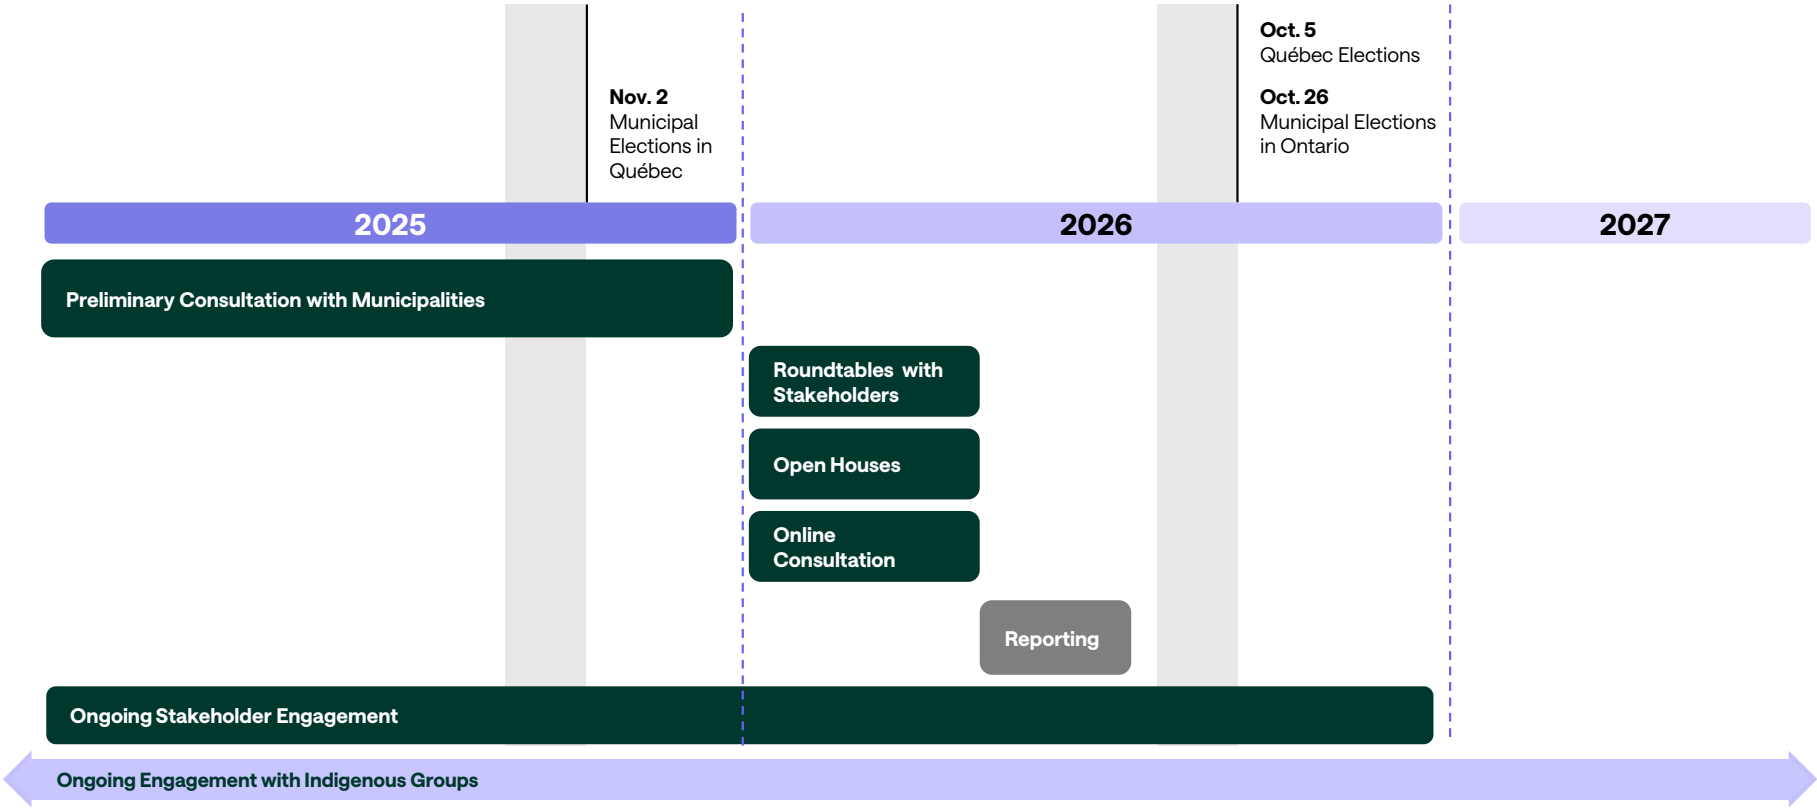 Nov. 2
Municipal
Elections in
Québec
Oct. 5
Québec Elections
Oct. 26
Municipal Elections
in Ontario
2025
2026
2027
Preliminary Consultation with Municipalities
Roundtables with
Stakeholders
Open Houses
Online
Consultation
Reporting
Ongoing Stakeholder Engagement
Ongoing Engagement with Indigenous Groups